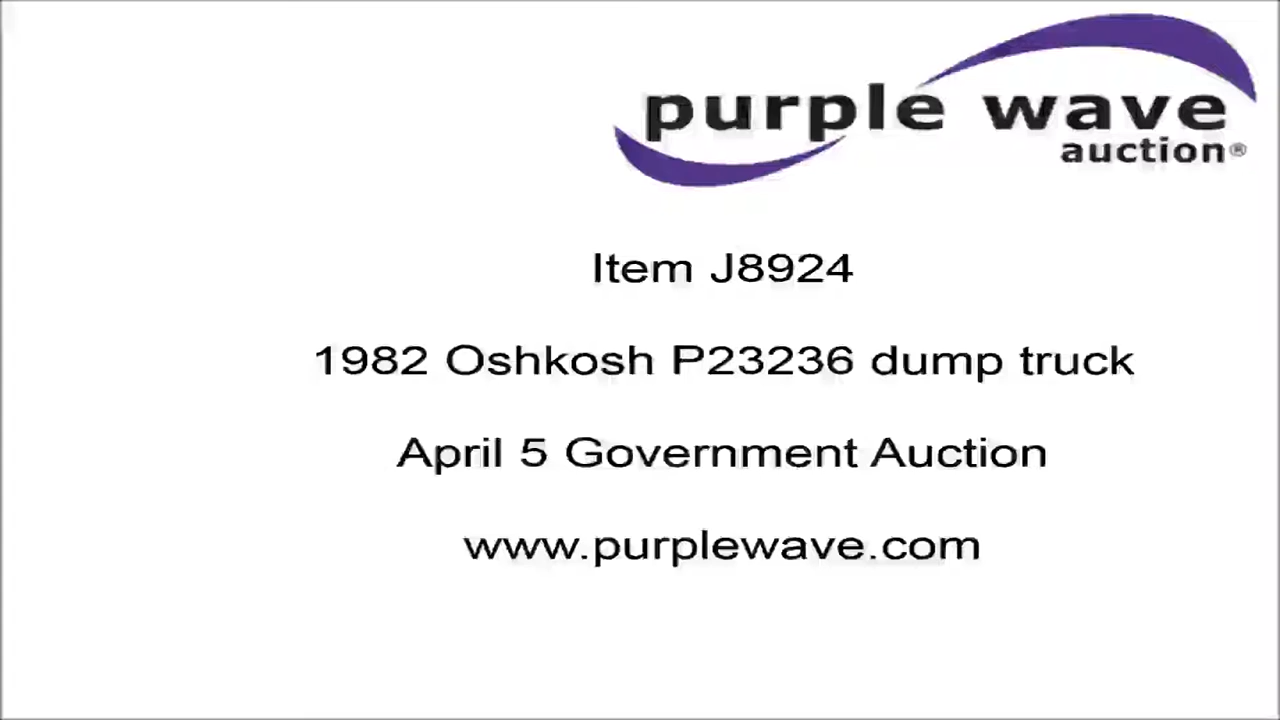 purple wave
auction®
Item J8924
1982 Oshkosh P23236 dump truck
April 5 Government Auction
www.purplewave.com